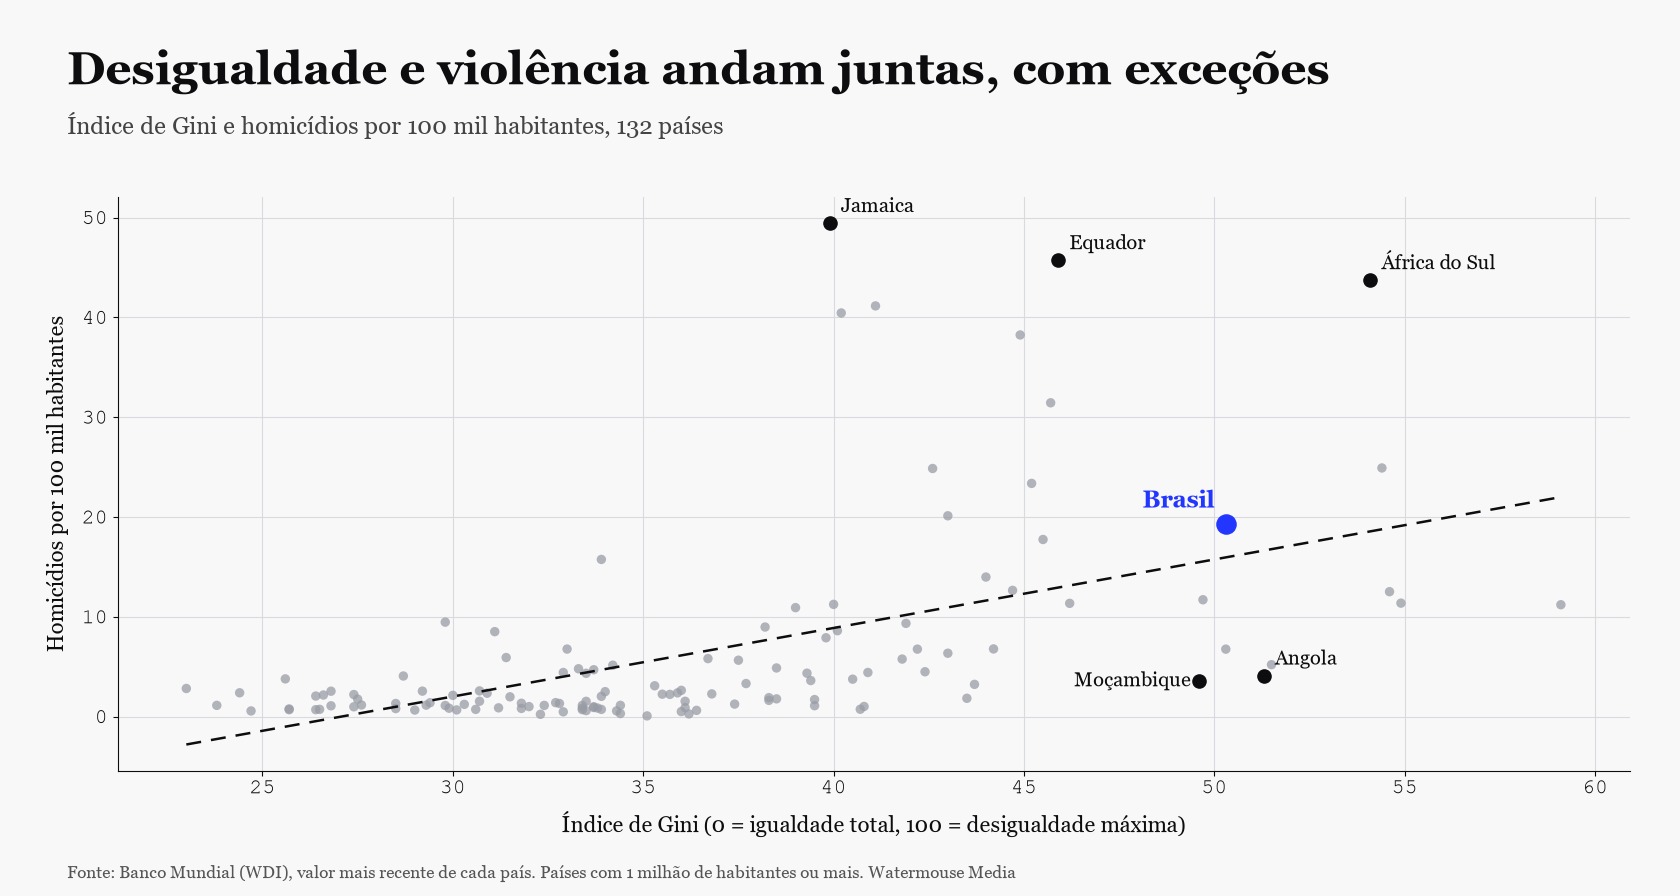 Desigualdade e violência andam juntas, com exceções
Índice de Gini e homicídios por 100 mil habitantes, 132 países
Homicídios por 100 mil habitantes
50
40
30
20
10
0
Jamaica
Equador
África do Sul
Brasil
Moçambique
Angola
25 30 35 40 45 50 55 60
Índice de Gini (0 = igualdade total, 100 = desigualdade máxima)
Fonte: Banco Mundial (WDI), valor mais recente de cada país. Países com 1 milhão de habitantes ou mais. Watermouse Media